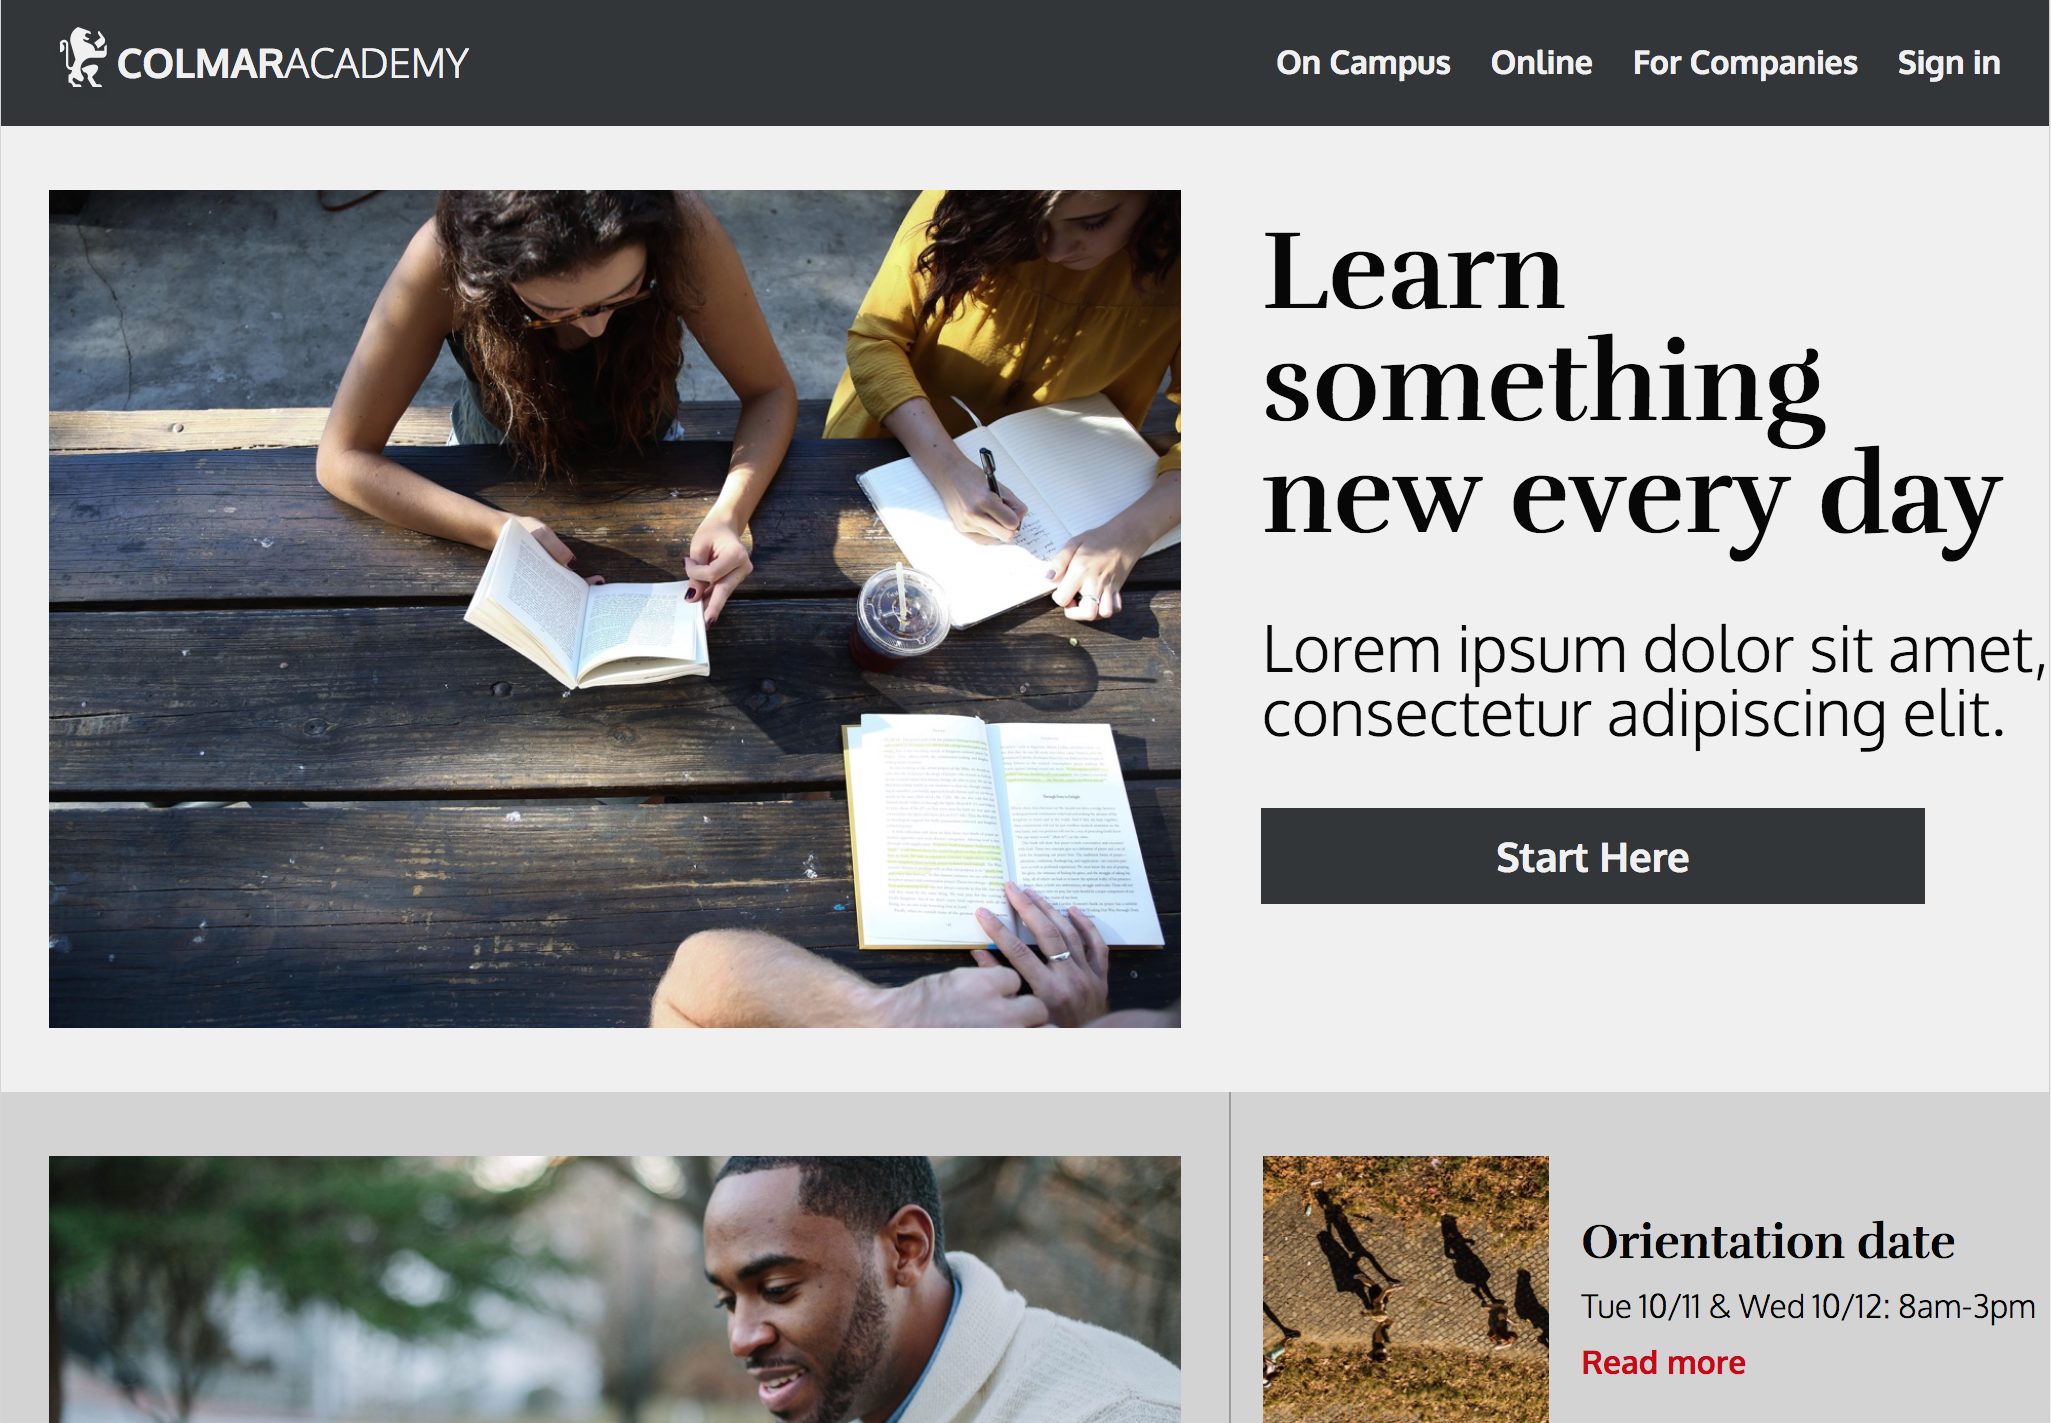 COLMARACADEMY
On Campus Online For Companies Sign in
Learn
something
new every day
Lorem ipsum dolor sit amet,
consectetur adipiscing elit.
Start Here
Orientation date
Tue 10/11 & Wed 10/12: 8am-3pm
Read more